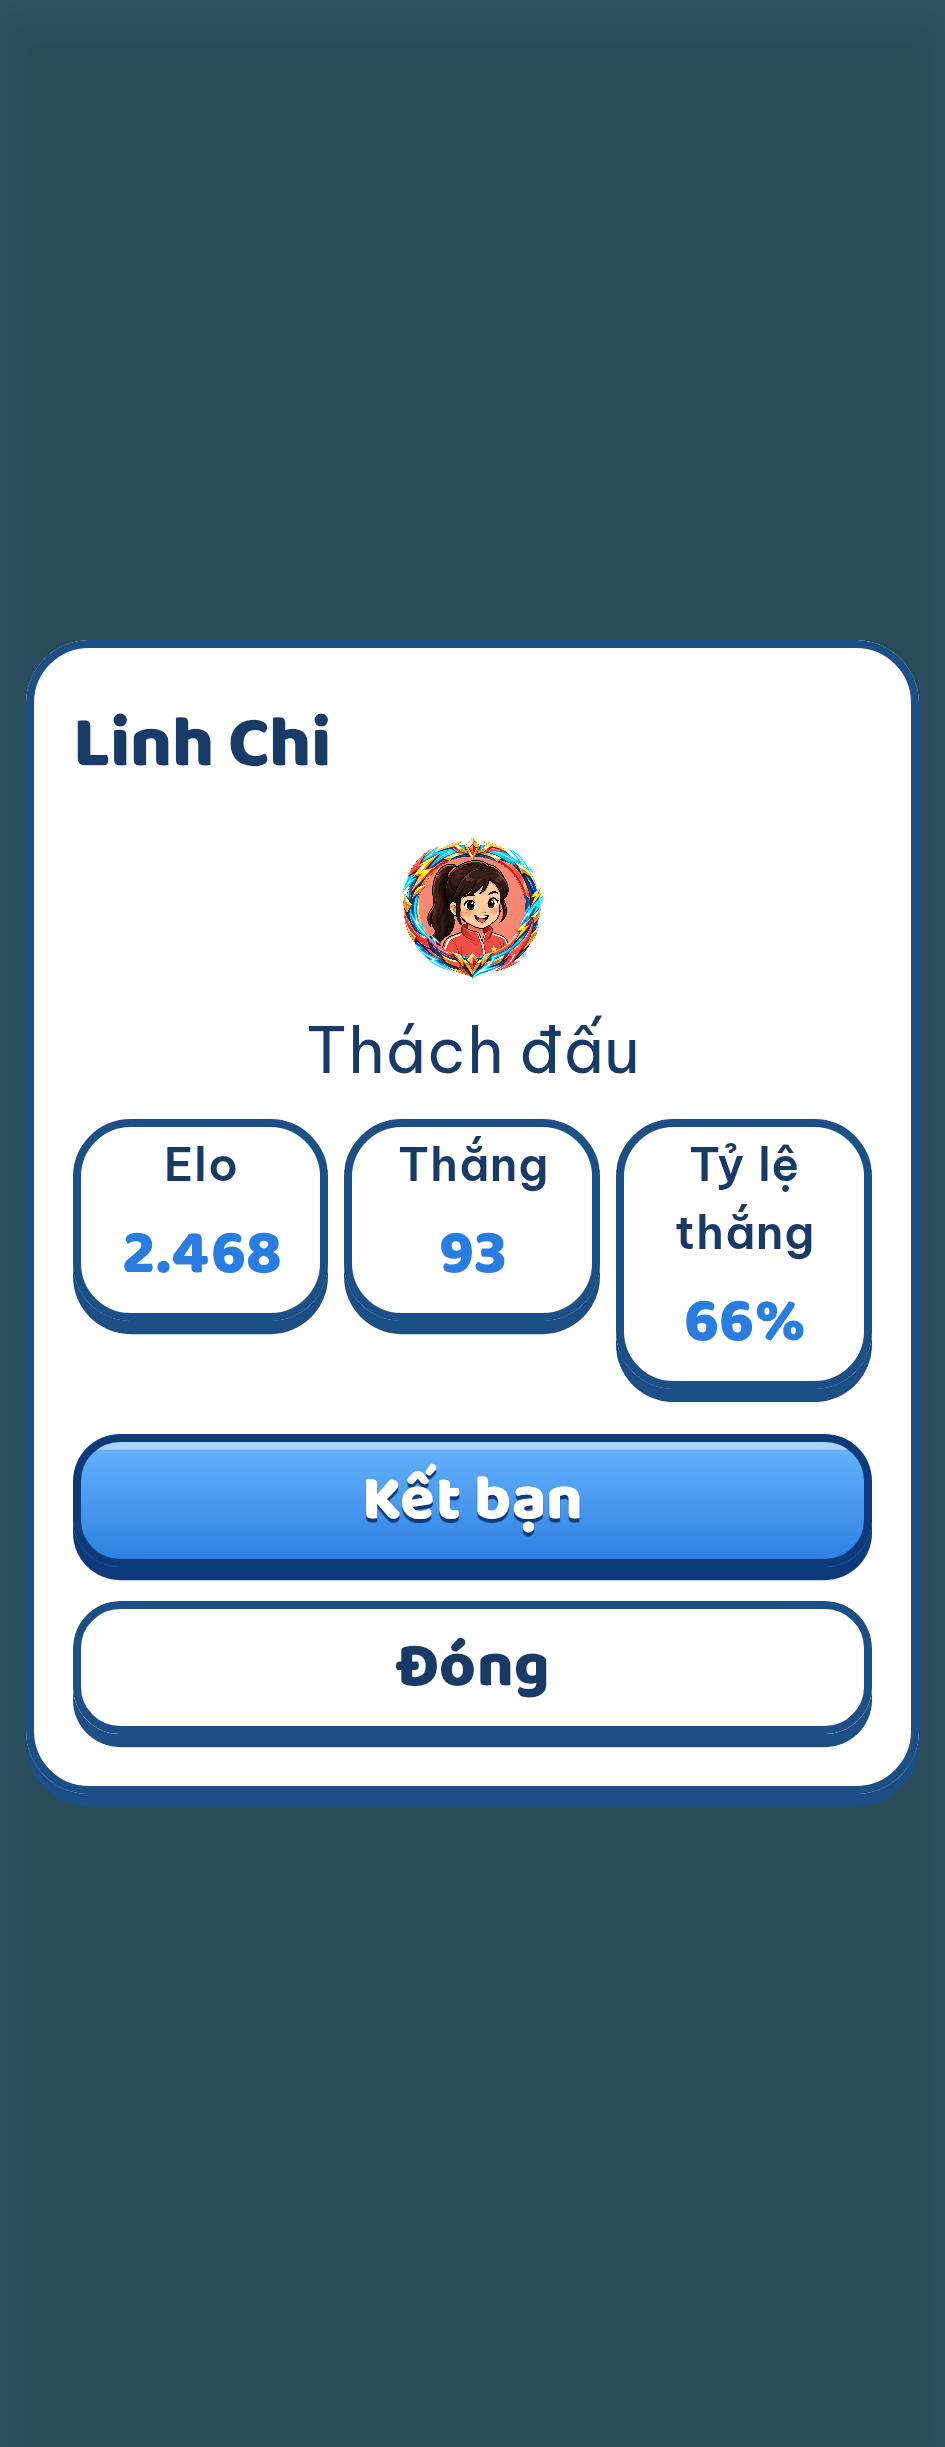 Linh Chi
Thách đấu
Elo
2.468
Thắng
93
Tỷ lệ
thắng
66%
Kết bạn
Đóng